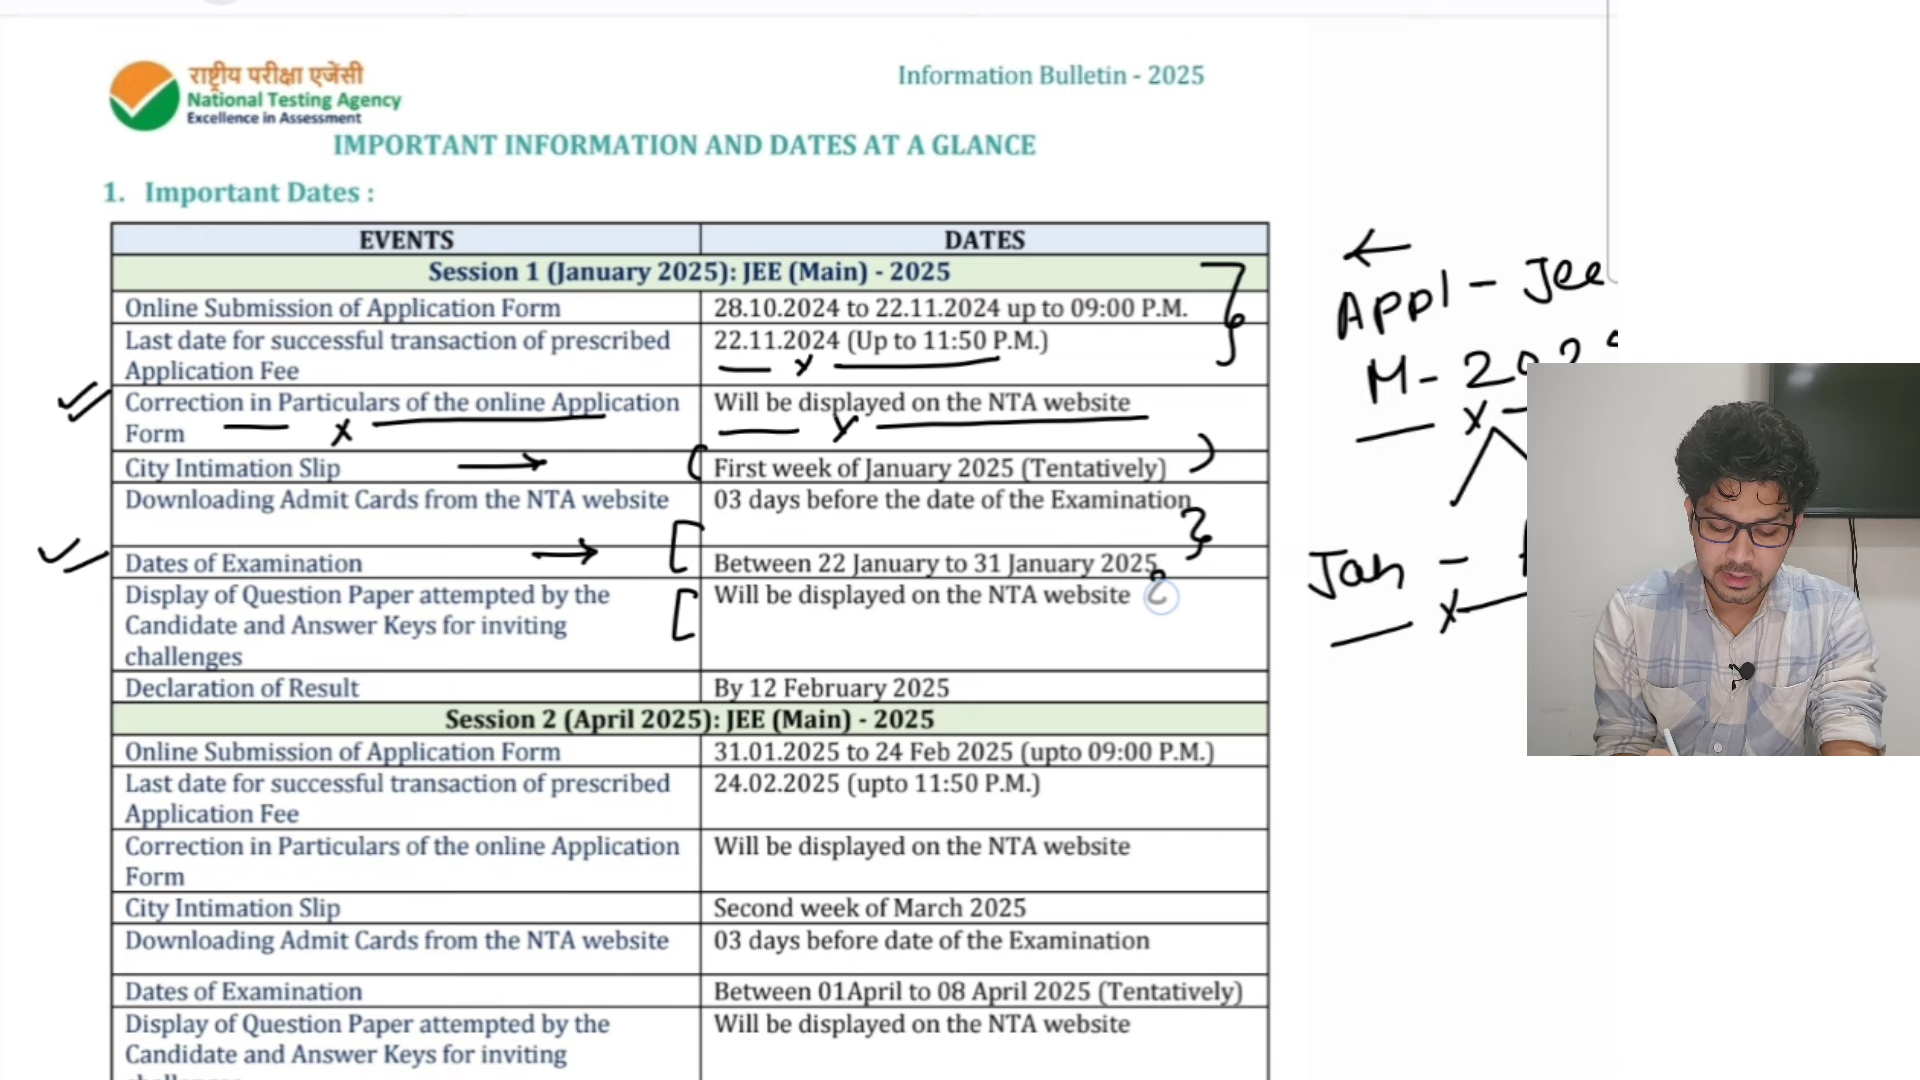 राष्ट्रीय परीक्षा एजेंसी
National Testing Agency
Excellence in Assessment
Information Bulletin - 2025
IMPORTANT INFORMATION AND DATES AT A GLANCE
1. Important Dates :
EVENTS DATES
Session 1 (January 2025): JEE (Main) - 2025
Online Submission of Application Form 28.10.2024 to 22.11.2024 up to 09:00 P.M.
Last date for successful transaction of prescribed 22.11.2024 (Up to 11:50 P.M.)
Application Fee
Correction in Particulars of the online Application Will be displayed on the NTA website
Form
City Intimation Slip First week of January 2025 (Tentatively)
Downloading Admit Cards from the NTA website 03 days before the date of the Examination
Dates of Examination Between 22 January to 31 January 2025
Display of Question Paper attempted by the Will be displayed on the NTA website
Candidate and Answer Keys for inviting
challenges
Declaration of Result By 12 February 2025
Session 2 (April 2025): JEE (Main) - 2025
Online Submission of Application Form 31.01.2025 to 24 Feb 2025 (upto 09:00 P.M.)
Last date for successful transaction of prescribed 24.02.2025 (upto 11:50 P.M.)
Application Fee
Correction in Particulars of the online Application Will be displayed on the NTA website
Form
City Intimation Slip Second week of March 2025
Downloading Admit Cards from the NTA website 03 days before date of the Examination
Dates of Examination Between 01April to 08 April 2025 (Tentatively)
Display of Question Paper attempted by the Will be displayed on the NTA website
Candidate and Answer Keys for inviting
Appl - Jee
M -
Jan -